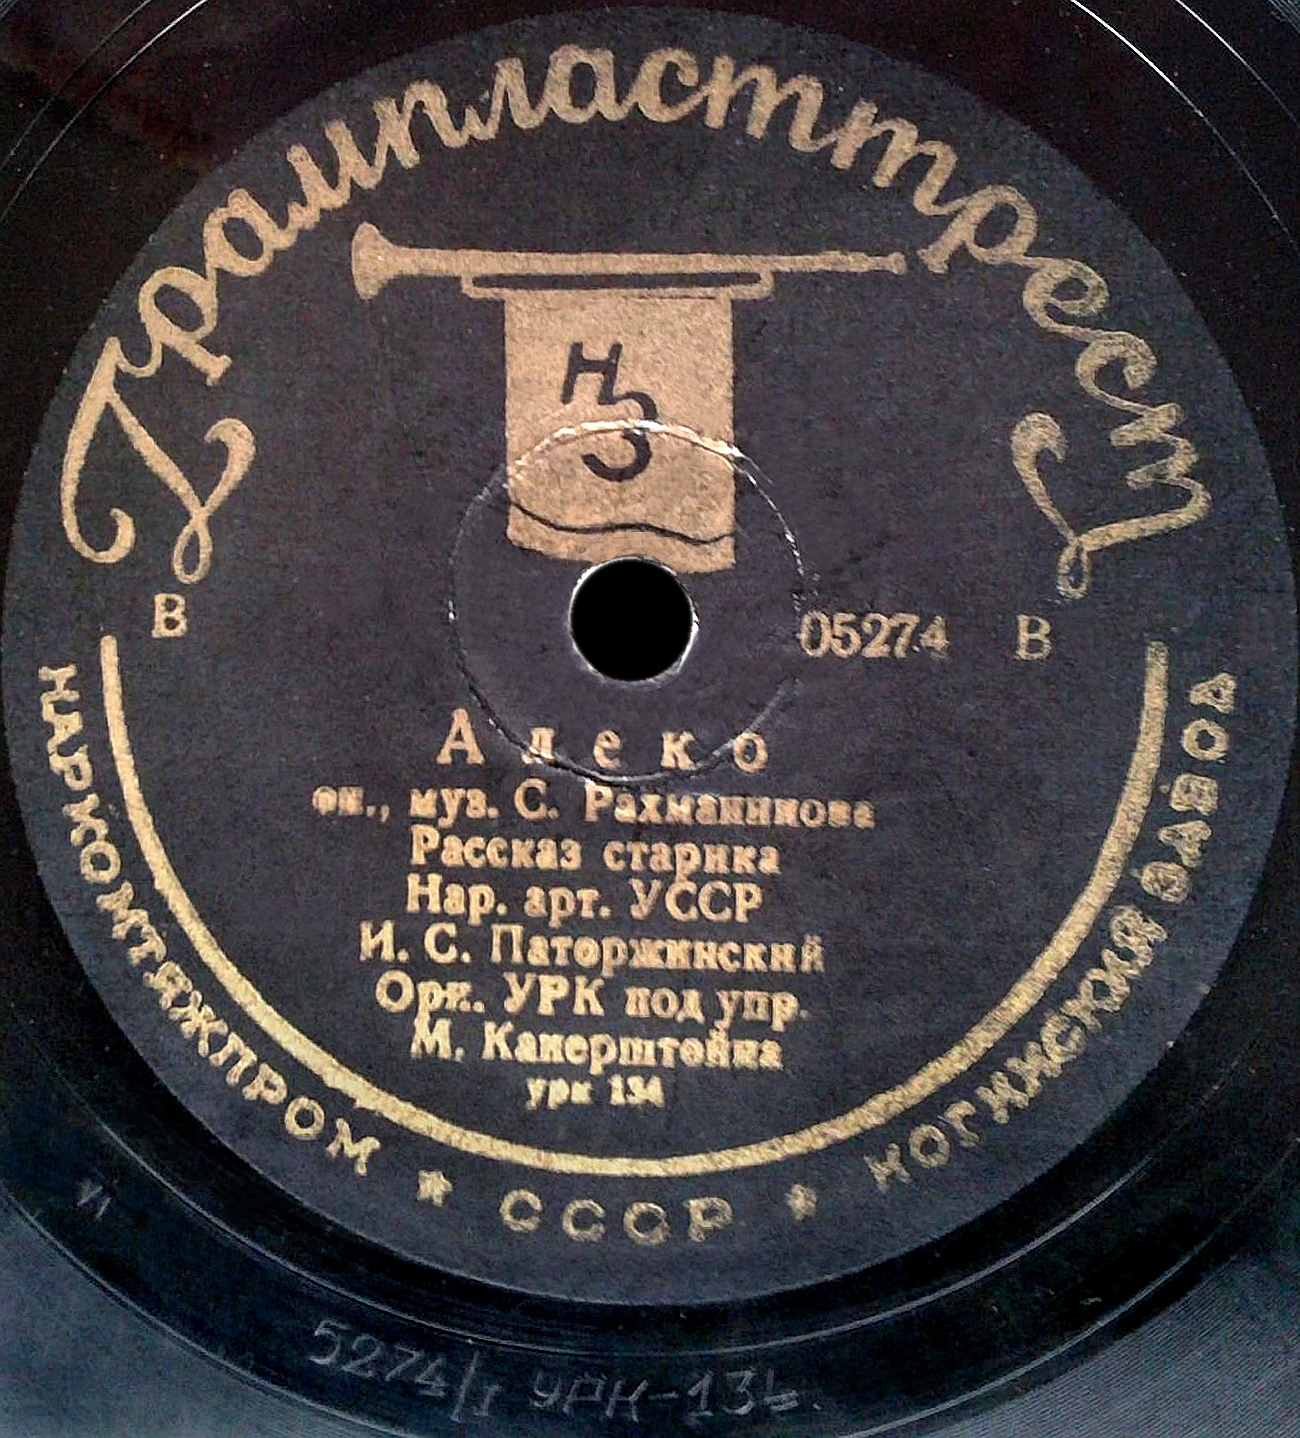 Грампласттрест
НЗ
В
05274 В
Алеко
оп., муз. С. Рахманинова
Рассказ старика
Нар. арт. УССР
И. С. Паторжинский
Орк. УРК под упр.
М. Канерштейна
урк 134
НАРКОМТЯЖПРОМ ★ СССР ★ НОГИНСКИЙ ЗАВОД
5274/1 УРК-134.